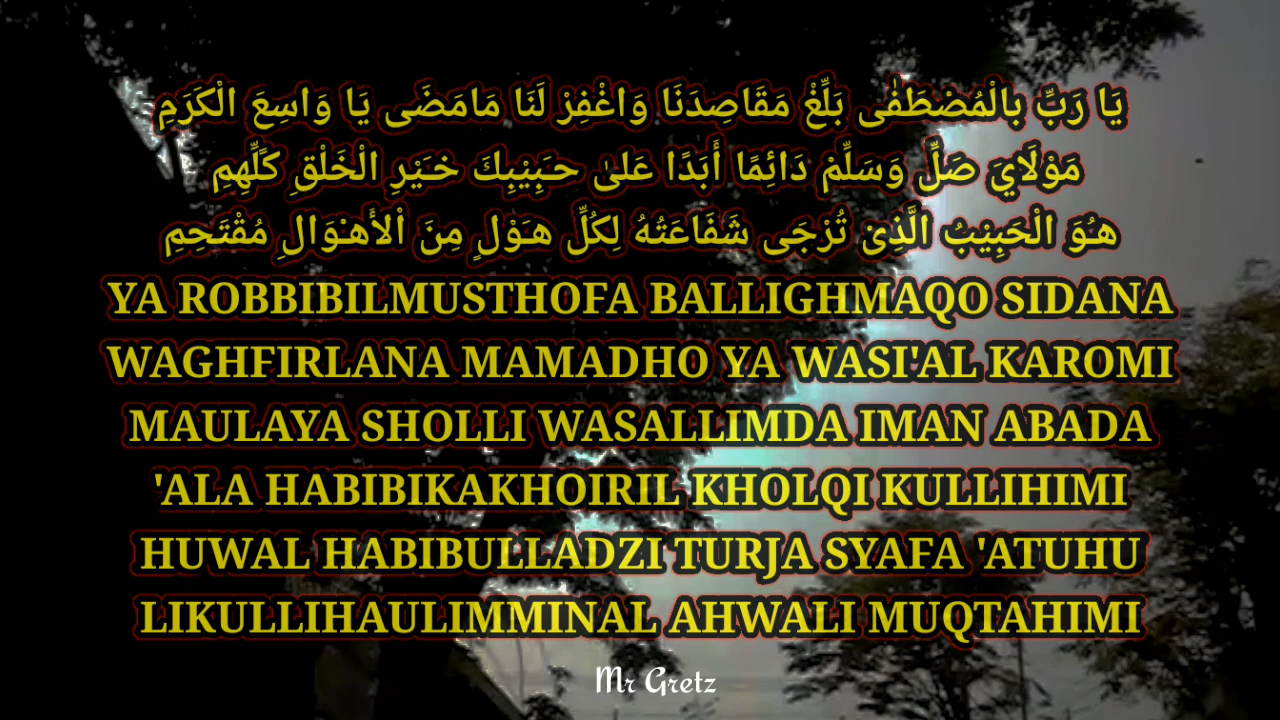 يَا رَبِّ بِالْمُصْطَفٰى بَلِّغْ مَقَاصِدَنَا وَاغْفِرْ لَنَا مَامَضَى يَا وَاسِعَ الْكَرَمِ
مَوْلَايَ صَلِّ وَسَلِّمْ دَائِمًا أَبَدًا عَلىٰ حَبِيْبِكَ خَيْرِ الْخَلْقِ كُلِّهِمِ
هُوَ الْحَبِيْبُ الَّذِيْ تُرْجَى شَفَاعَتُهُ لِكُلِّ هَوْلٍ مِنَ اْلأَهْوَالِ مُقْتَحِمِ
YA ROBBIBILMUSTHOFA BALLIGHMAQO SIDANA
WAGHFIRLANA MAMADHO YA WASI'AL KAROMI
MAULAYA SHOLLI WASALLIMDA IMAN ABADA
'ALA HABIBIKAKHOIRIL KHOLQI KULLIHIMI
HUWAL HABIBULLADZI TURJA SYAFA 'ATUHU
LIKULLIHAULIMMINAL AHWALI MUQTAHIMI
Mr Gretz